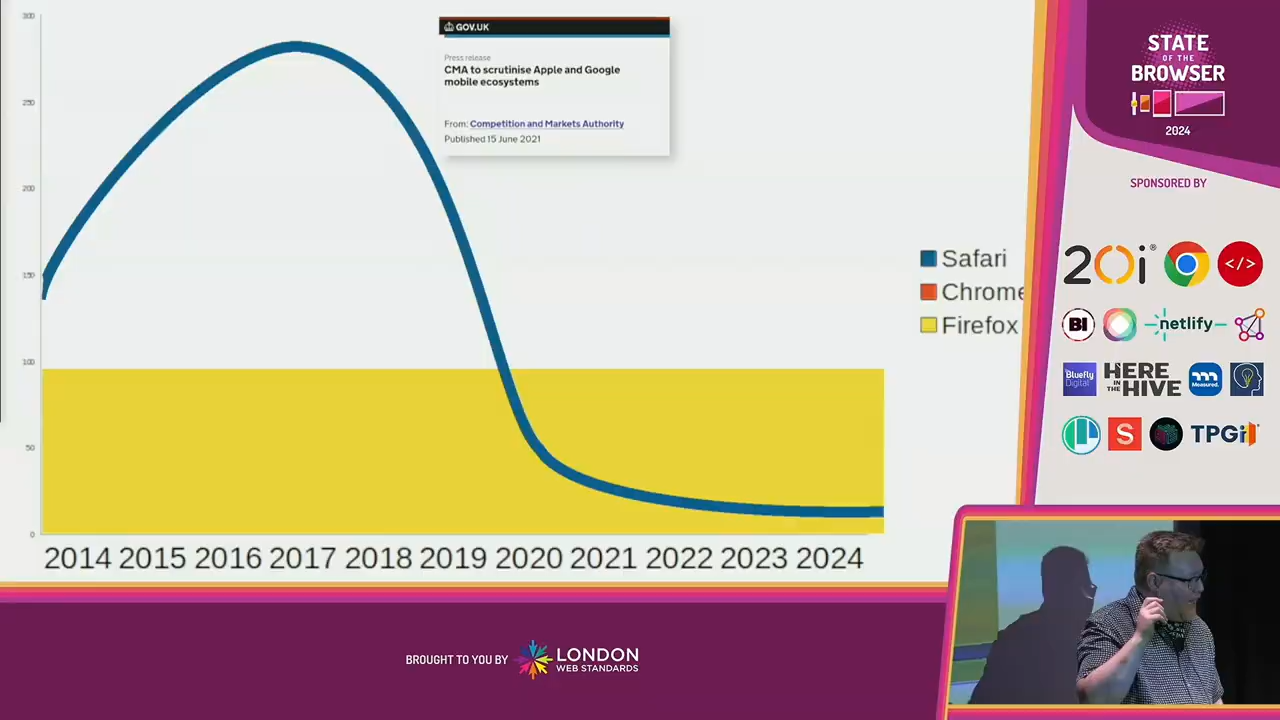 300
250
200
150
100
50
0
2014 2015 2016 2017 2018 2019 2020 2021 2022 2023 2024
GOV.UK
Press release
CMA to scrutinise Apple and Google
mobile ecosystems
From: Competition and Markets Authority
Published 15 June 2021
Safari
Chrome
Firefox
STATE
OF THE
BROWSER
2024
SPONSORED BY
20i®
</>
BI
netlify
Bluefly
Digital
HERE
IN THE
HIVE
Measured.
S
TPGi
BROUGHT TO YOU BY
LONDON
WEB STANDARDS